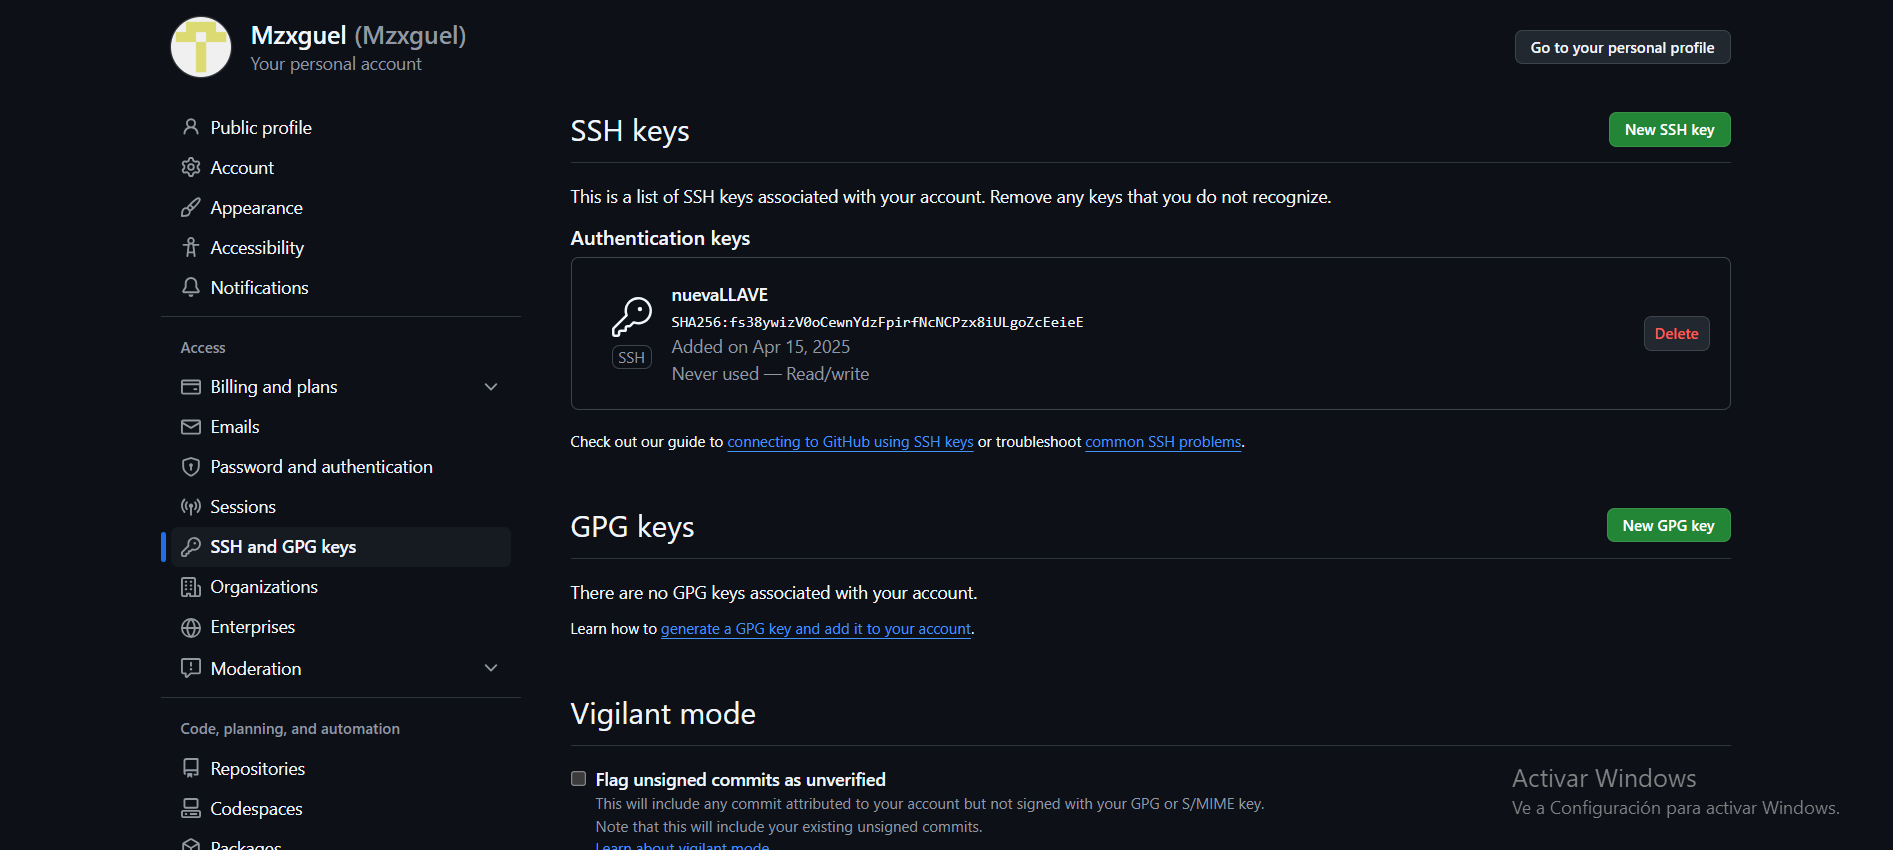 Mzxguel (Mzxguel)
Your personal account
Go to your personal profile
Public profile
Account
Appearance
Accessibility
Notifications
Access
Billing and plans
Emails
Password and authentication
Sessions
SSH and GPG keys
Organizations
Enterprises
Moderation
Code, planning, and automation
Repositories
Codespaces
Packages
SSH keys
New SSH key
This is a list of SSH keys associated with your account. Remove any keys that you do not recognize.
Authentication keys
nuevaLLAVE
SHA256:fs38ywizV0oCewnYdzFpirfNcNCPzx8iULgoZcEeieE
Added on Apr 15, 2025
Never used — Read/write
SSH
Delete
Check out our guide to connecting to GitHub using SSH keys or troubleshoot common SSH problems.
GPG keys
New GPG key
There are no GPG keys associated with your account.
Learn how to generate a GPG key and add it to your account.
Vigilant mode
Flag unsigned commits as unverified
This will include any commit attributed to your account but not signed with your GPG or S/MIME key.
Note that this will include your existing unsigned commits.
Learn about vigilant mode.
Activar Windows
Ve a Configuración para activar Windows.